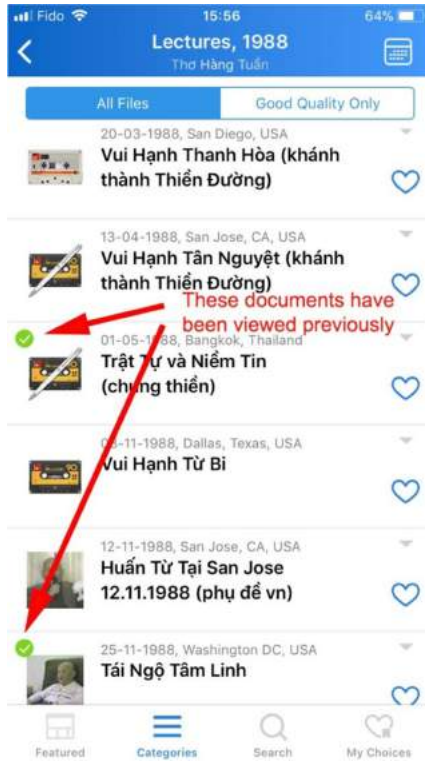 Fido 15:56 64%
Lectures, 1988
Thơ Hàng Tuần
All Files Good Quality Only
20-03-1988, San Diego, USA
Vui Hạnh Thanh Hòa (khánh
thành Thiền Đường)
13-04-1988, San Jose, CA, USA
Vui Hạnh Tân Nguyệt (khánh
thành Thiền Đường)
These documents have
been viewed previously
01-05-1988, Bangkok, Thailand
Trật Tự và Niềm Tin
(chung thiền)
-11-1988, Dallas, Texas, USA
Vui Hạnh Từ Bi
12-11-1988, San Jose, CA, USA
Huấn Từ Tại San Jose
12.11.1988 (phụ đề vn)
25-11-1988, Washington DC, USA
Tái Ngộ Tâm Linh
Featured Categories Search My Choices